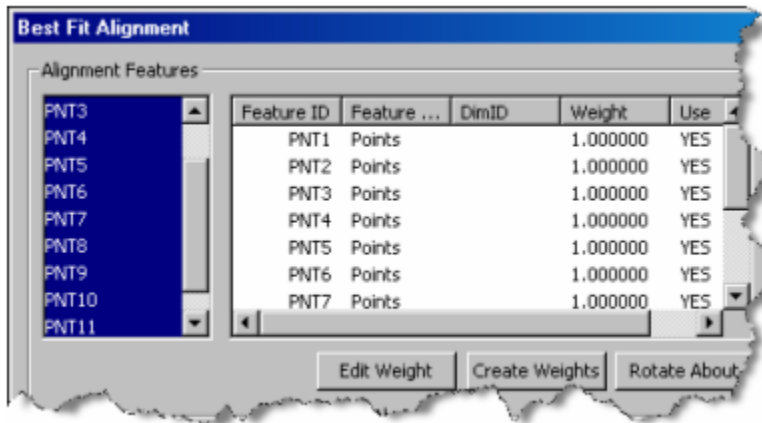 Best Fit Alignment
Alignment Features
PNT3
PNT4
PNT5
PNT6
PNT7
PNT8
PNT9
PNT10
PNT11
Feature ID Feature ... DimID Weight Use
PNT1 Points 1.000000 YES
PNT2 Points 1.000000 YES
PNT3 Points 1.000000 YES
PNT4 Points 1.000000 YES
PNT5 Points 1.000000 YES
PNT6 Points 1.000000 YES
PNT7 Points 1.000000 YES
Edit Weight Create Weights Rotate About